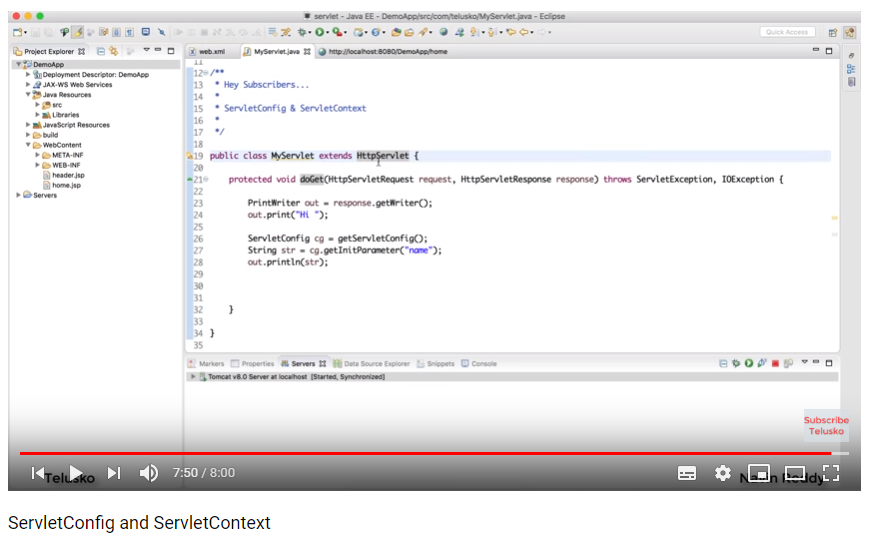 servlet - Java EE - DemoApp/src/com/telusko/MyServlet.java - Eclipse
Quick Access
Project Explorer
DemoApp
Deployment Descriptor: DemoApp
JAX-WS Web Services
Java Resources
src
Libraries
JavaScript Resources
build
WebContent
META-INF
WEB-INF
header.jsp
home.jsp
Servers
web.xml MyServlet.java http://localhost:8080/DemoApp/home
11
12 /**
13 * Hey Subscribers...
14 *
15 * ServletConfig & ServletContext
16 *
17 */
18
19 public class MyServlet extends HttpServlet {
20
21 protected void doGet(HttpServletRequest request, HttpServletResponse response) throws ServletException, IOException {
22
23 PrintWriter out = response.getWriter();
24 out.print("Hi ");
25
26 ServletConfig cg = getServletConfig();
27 String str = cg.getInitParameter("name");
28 out.println(str);
29
30
31
32 }
33
34 }
35
Markers Properties Servers Data Source Explorer Snippets Console
Tomcat v8.0 Server at localhost [Started, Synchronized]
Subscribe
Telusko
Telusko 7:50 / 8:00 Navin Reddy
ServletConfig and ServletContext